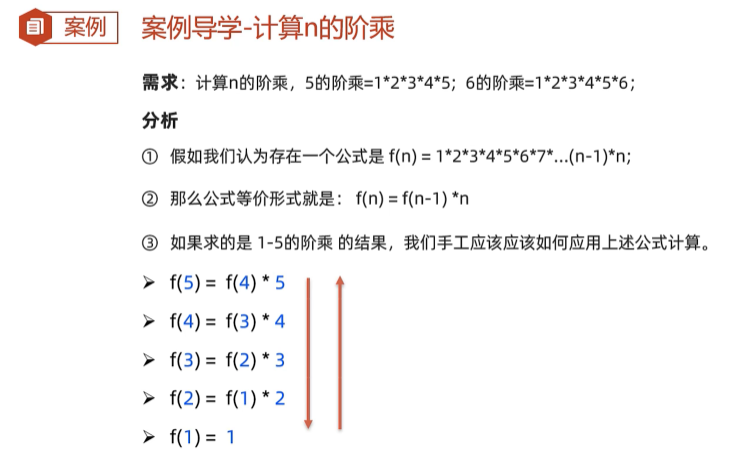 案例 案例导学-计算n的阶乘
需求：计算n的阶乘，5的阶乘=1*2*3*4*5；6的阶乘=1*2*3*4*5*6；
分析
① 假如我们认为存在一个公式是 f(n) = 1*2*3*4*5*6*7*…(n-1)*n;
② 那么公式等价形式就是： f(n) = f(n-1) *n
③ 如果求的是 1-5的阶乘 的结果，我们手工应该应该如何应用上述公式计算。
➢ f(5) = f(4) * 5
➢ f(4) = f(3) * 4
➢ f(3) = f(2) * 3
➢ f(2) = f(1) * 2
➢ f(1) = 1